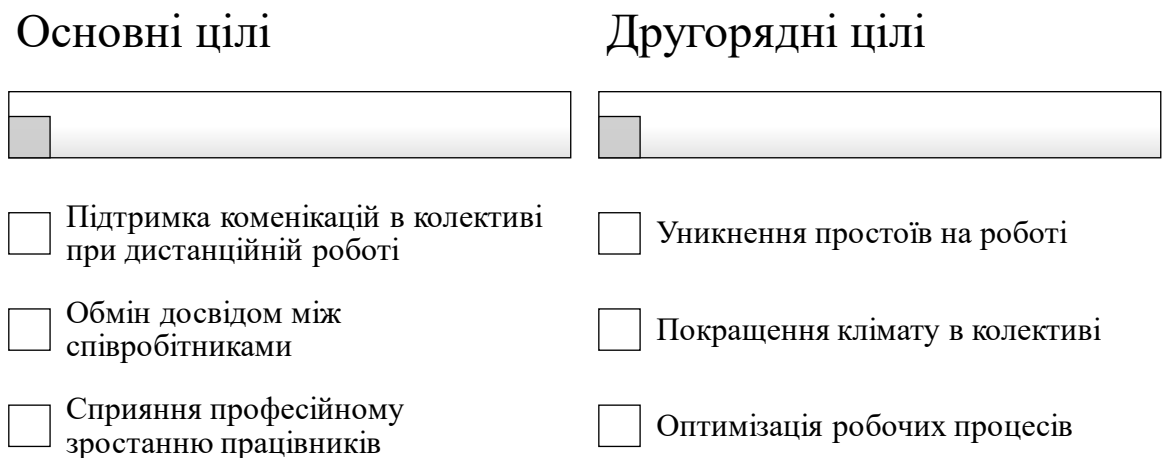 Основні цілі
Підтримка коменікацій в колективі
при дистанційній роботі
Обмін досвідом між
співробітниками
Сприяння професійному
зростанню працівників
Другорядні цілі
Уникнення простоїв на роботі
Покращення клімату в колективі
Оптимізація робочих процесів